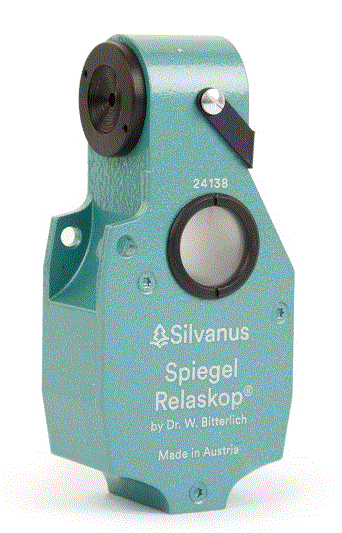 24138
Silvanus
Spiegel
Relaskop®
by Dr. W. Bitterlich
Made in Austria